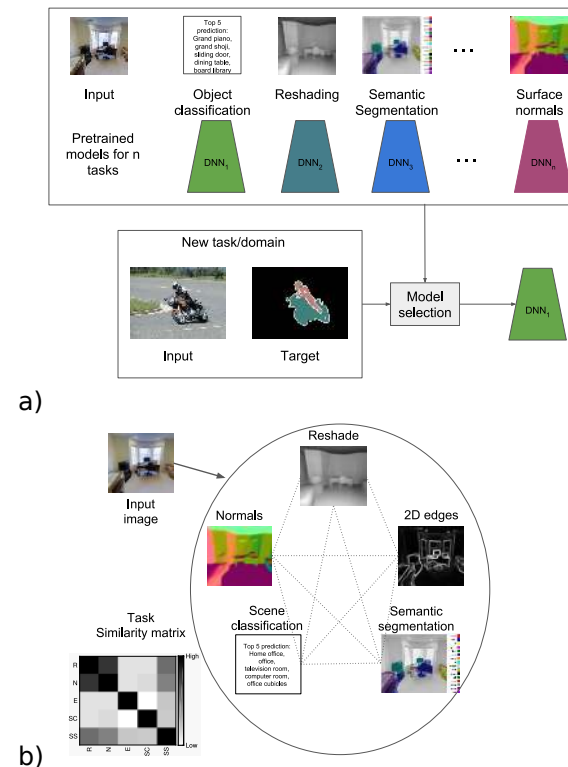 Top 5
prediction:
Grand piano,
grand shoji,
sliding door,
dining table,
board library
...
Input
Object
classification
Reshading
Semantic
Segmentation
Surface
normals
Pretrained
models for n
tasks
DNN1
DNN2
DNN3
...
DNNn
New task/domain
Input
Target
Model
selection
DNN1
a)
Reshade
Input
image
Normals
2D edges
Scene
classification
Top 5 prediction:
Home office,
office,
television room,
computer room,
office cubicles
Semantic
segmentation
Task
Similarity matrix
High
Low
R
N
E
SC
SS
R
N
E
SC
SS
b)